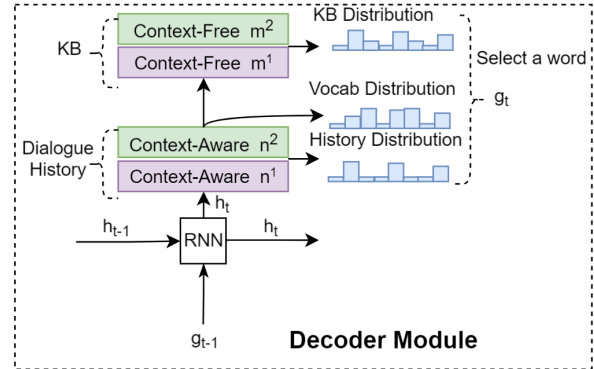 KB Distribution
Context-Free m²
KB
Context-Free m¹
Select a word
Vocab Distribution
gₜ
Context-Aware n²
History Distribution
Dialogue
History
Context-Aware n¹
hₜ
hₜ₋₁
RNN
hₜ
gₜ₋₁
Decoder Module